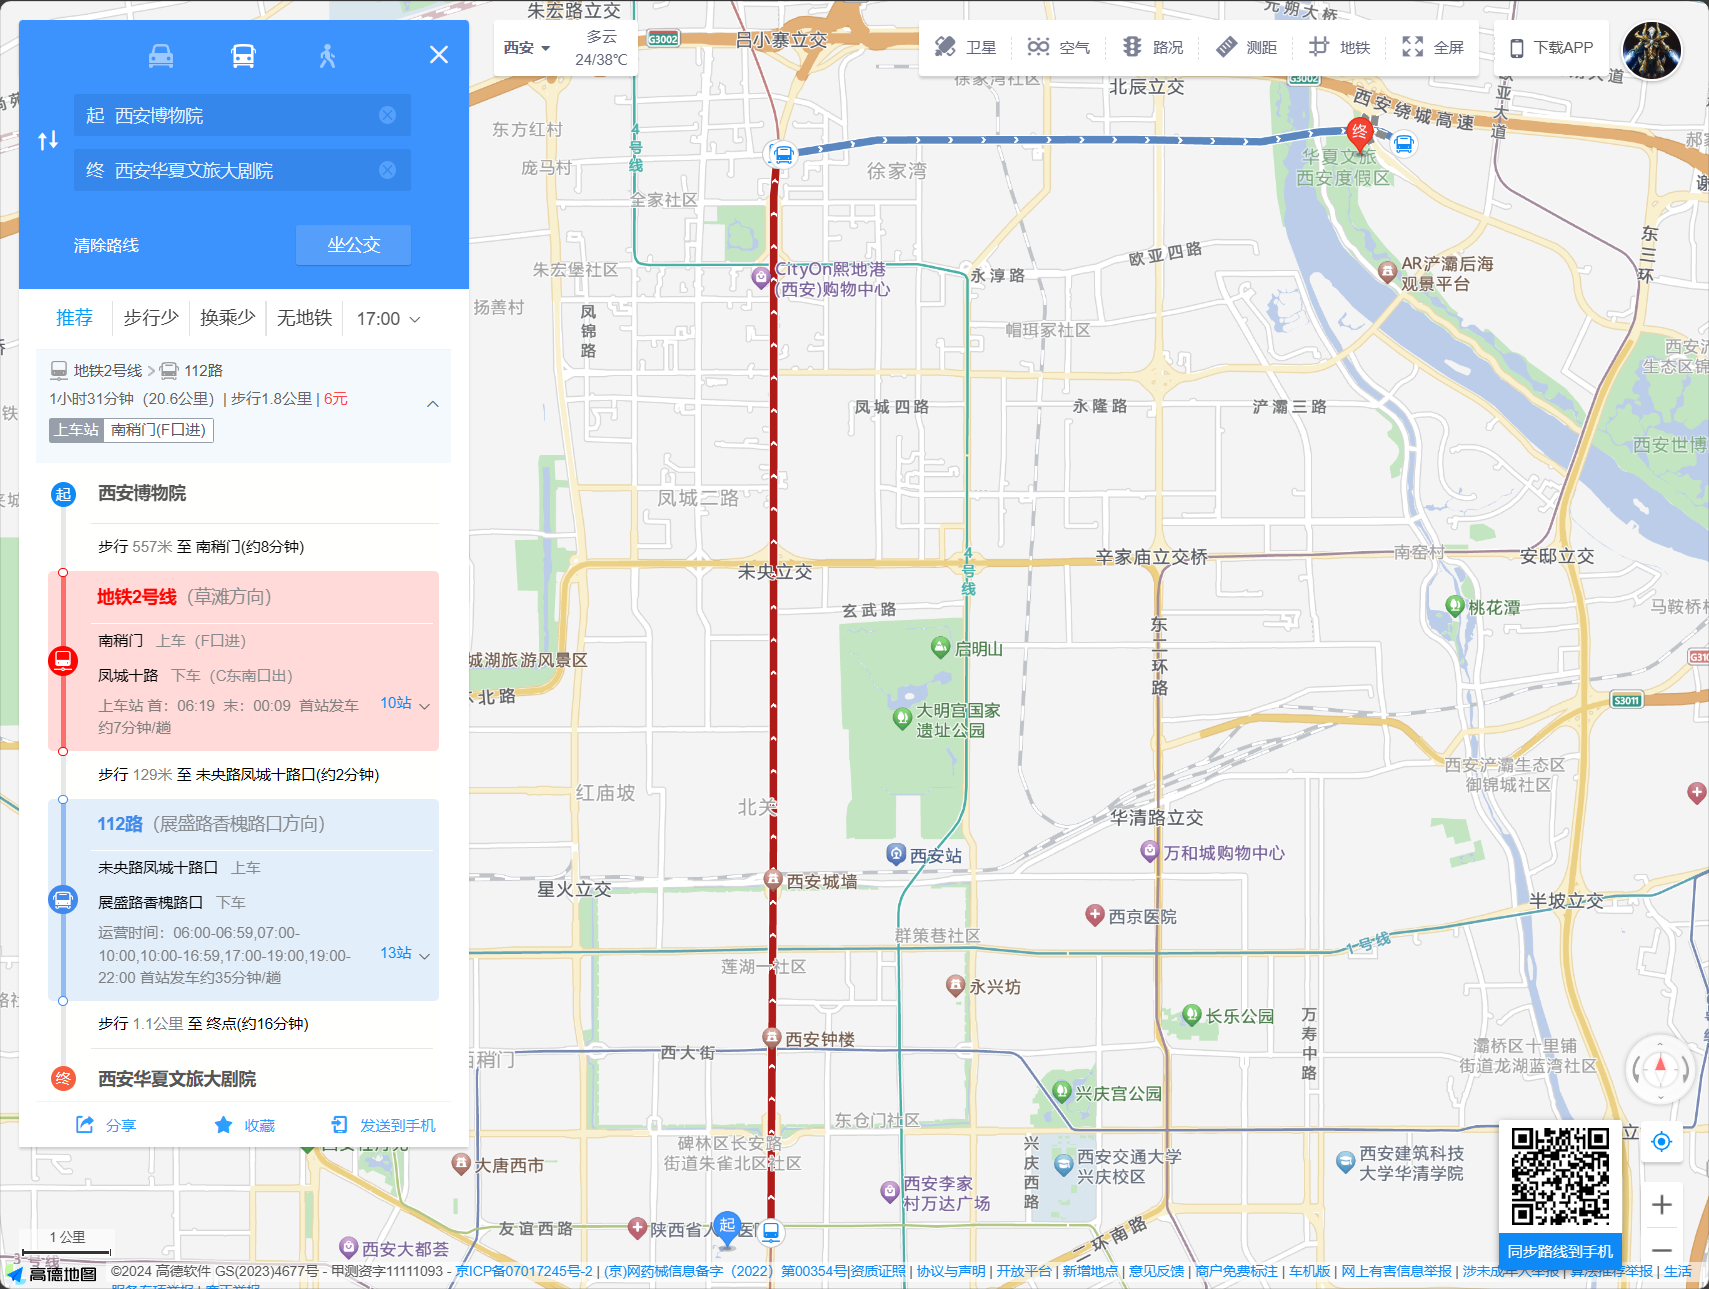 起 西安博物院
终 西安华夏文旅大剧院
清除路线
坐公交
推荐
步行少
换乘少
无地铁
17:00
地铁2号线 > 112路
1小时31分钟（20.6公里）| 步行1.8公里 | 6元
上车站 南稍门(F口进)
起 西安博物院
步行 557米 至 南稍门(约8分钟)
地铁2号线（草滩方向）
南稍门 上车（F口进）
凤城十路 下车（C东南口出）
上车站 首：06:19 末：00:09 首站发车
约7分钟/趟
10站
步行 129米 至 未央路凤城十路口(约2分钟)
112路（展盛路香槐路口方向）
未央路凤城十路口 上车
展盛路香槐路口 下车
运营时间：06:00-06:59,07:00-
10:00,10:00-16:59,17:00-19:00,19:00-
22:00 首站发车约35分钟/趟
13站
步行 1.1公里 至 终点(约16分钟)
终 西安华夏文旅大剧院
分享
收藏
发送到手机
西安
多云
24/38℃
卫星
空气
路况
测距
地铁
全屏
下载APP
朱宏路立交
G3002
吕小寨立交
元朔大桥
徐家湾社区
北辰立交
G3002
西安绕城高速
欧亚大道
东方红村
4号线
庞马村
全家社区
徐家湾
终
华夏文旅
西安度假区
东三环
朱宏堡社区
CityOn熙地港
(西安)购物中心
永淳路
欧亚四路
AR浐灞后海
观景平台
扬善村
凤锦路
帽珥冢社区
生态区锦
凤城四路
永隆路
浐灞三路
西安世博
凤城二路
未央立交
4号线
辛家庙立交桥
南窑村
安邸立交
玄武路
桃花潭
马鞍桥村
东二环路
启明山
城湖旅游风景区
北路
大明宫国家
遗址公园
G310
S3011
红庙坡
北关
西安浐灞生态区
御锦城社区
华清路立交
西安站
万和城购物中心
西安城墙
星火立交
半坡立交
西京医院
群策巷社区
1号线
莲湖一社区
永兴坊
长乐公园
万寿中路
西安钟楼
西大街
稍门
灞桥区十里铺
街道龙湖蓝湾社区
兴庆宫公园
东仓门社区
碑林区长安路
街道朱雀北区社区
兴庆西路
西安交通大学
兴庆校区
西安建筑科技
大学华清学院
大唐西市
西安李家
村万达广场
友谊西路
陕西省人
起
二环南路
西安大都荟
3号线
1 公里
高德地图
同步路线到手机
©2024 高德软件 GS(2023)4677号 - 甲测资字11111093 - 京ICP备07017245号-2 | (京)网药械信息备字（2022）第00354号|资质证照 | 协议与声明 | 开放平台 | 新增地点 | 意见反馈 | 商户免费标注 | 车机版 | 网上有害信息举报 | 涉未成年人举报 | 算法推荐举报 | 生活
服务专项举报 | 廉正举报